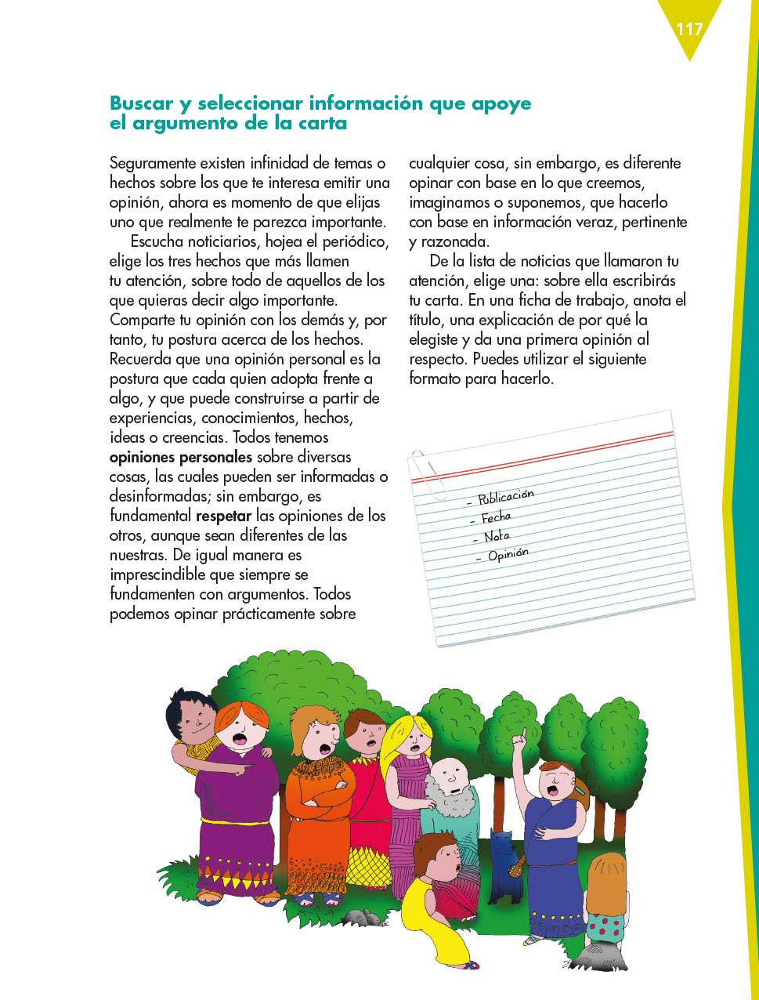 117
Buscar y seleccionar información que apoye
el argumento de la carta
Seguramente existen infinidad de temas o
hechos sobre los que te interesa emitir una
opinión, ahora es momento de que elijas
uno que realmente te parezca importante.
Escucha noticiarios, hojea el periódico,
elige los tres hechos que más llamen
tu atención, sobre todo de aquellos de los
que quieras decir algo importante.
Comparte tu opinión con los demás y, por
tanto, tu postura acerca de los hechos.
Recuerda que una opinión personal es la
postura que cada quien adopta frente a
algo, y que puede construirse a partir de
experiencias, conocimientos, hechos,
ideas o creencias. Todos tenemos
opiniones personales sobre diversas
cosas, las cuales pueden ser informadas o
desinformadas; sin embargo, es
fundamental respetar las opiniones de los
otros, aunque sean diferentes de las
nuestras. De igual manera es
imprescindible que siempre se
fundamenten con argumentos. Todos
podemos opinar prácticamente sobre
cualquier cosa, sin embargo, es diferente
opinar con base en lo que creemos,
imaginamos o suponemos, que hacerlo
con base en información veraz, pertinente
y razonada.
De la lista de noticias que llamaron tu
atención, elige una: sobre ella escribirás
tu carta. En una ficha de trabajo, anota el
título, una explicación de por qué la
elegiste y da una primera opinión al
respecto. Puedes utilizar el siguiente
formato para hacerlo.
- Publicación
- Fecha
- Nota
- Opinión